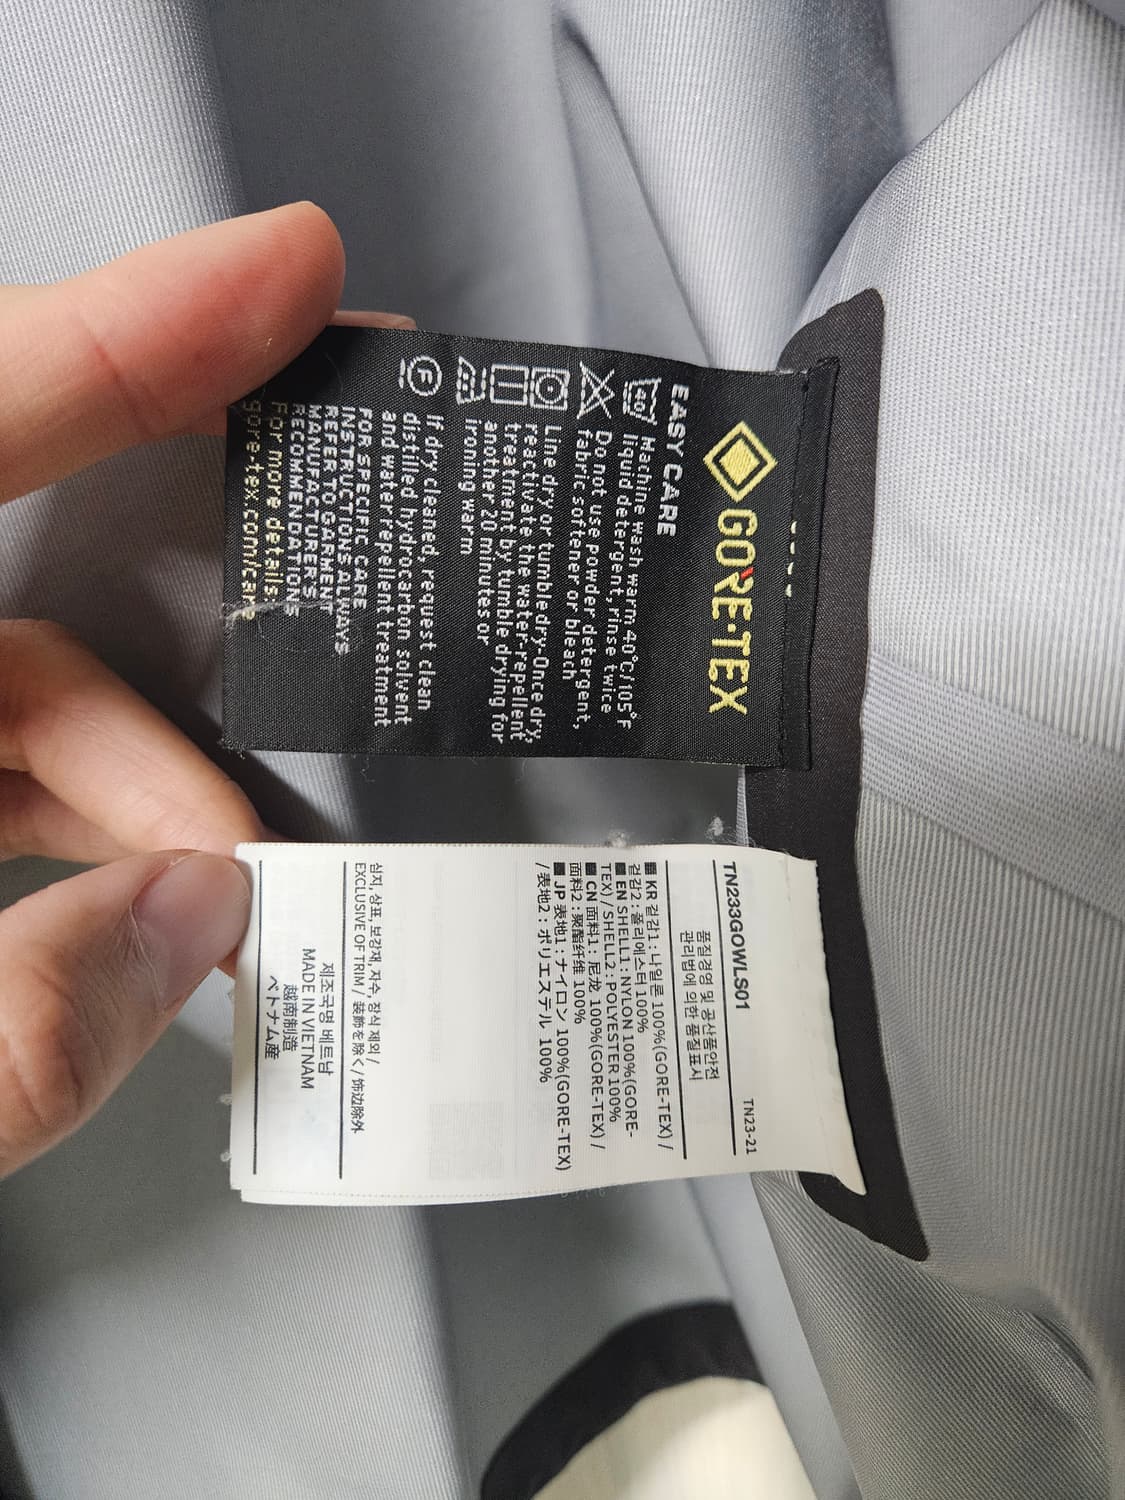 GORE-TEX
EASY CARE
40
Machine wash warm 40°C/105°F
liquid detergent, rinse twice
Do not use powder detergent,
fabric softener or bleach
Line dry or tumble dry-Once dry,
reactivate the water-repellent
treatment by tumble drying for
another 20 minutes or
ironing warm
F
If dry cleaned, request clean
distilled hydrocarbon solvent
and water repellent treatment
FOR SPECIFIC CARE
INSTRUCTIONS ALWAYS
REFER TO GARMENT
MANUFACTURER'S
RECOMMENDATIONS
For more details:
gore-tex.com/care
TN233GOWLS01
TN23-21
품질경영 및 공산품안전
관리법에 의한 품질표시
■ KR 겉감1 : 나일론 100%(GORE-TEX) /
겉감2 : 폴리에스터 100%
■ EN SHELL1 : NYLON 100%(GORE-
TEX) / SHELL2 : POLYESTER 100%
■ CN 面料1 : 尼龙 100%(GORE-TEX) /
面料2 : 聚酯纤维 100%
■ JP 表地1 : ナイロン 100%(GORE-TEX)
/ 表地2 : ポリエステル 100%
심지, 상표, 보강재, 자수, 장식 제외 /
EXCLUSIVE OF TRIM / 装飾を除く / 饰边除外
제조국명 베트남
MADE IN VIETNAM
越南制造
ベトナム産